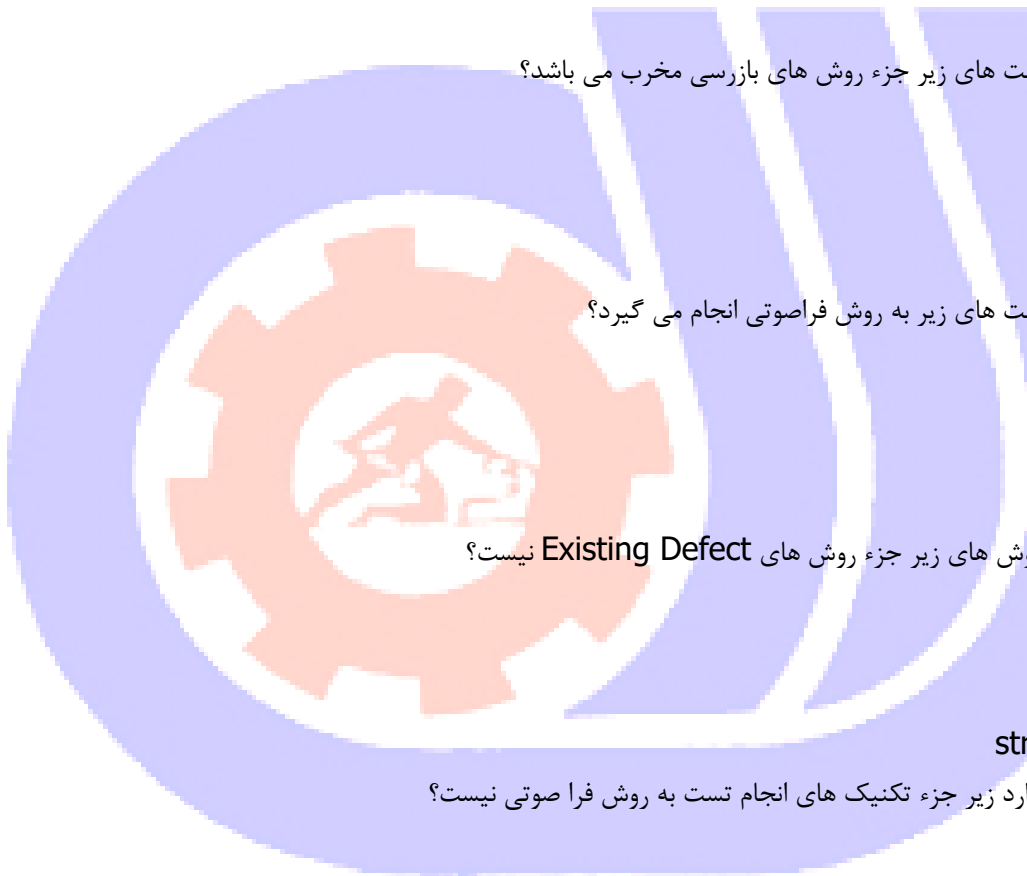 ت های زیر جزء روش های بازرسی مخرب می باشد؟
ت های زیر به روش فراصوتی انجام می گیرد؟
وش های زیر جزء روش های Existing Defect نیست؟
str
ارد زیر جزء تکنیک های انجام تست به روش فرا صوتی نیست؟